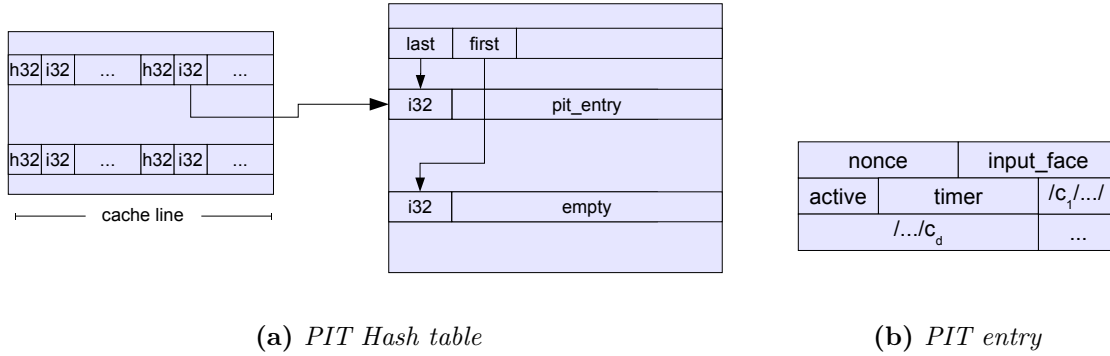 h32 i32 ... h32 i32 ...
h32 i32 ... h32 i32 ...
cache line
last first
i32 pit_entry
i32 empty
nonce input_face
active timer /c1/.../
/.../cd ...
(a) PIT Hash table
(b) PIT entry